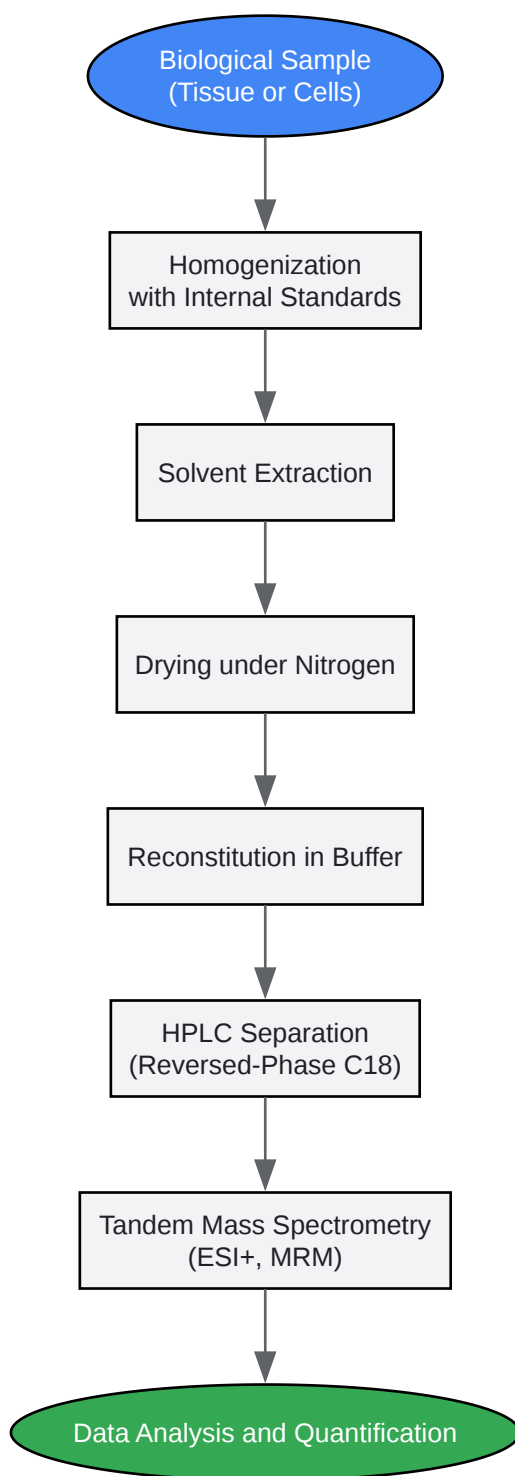 Biological Sample
(Tissue or Cells)
Homogenization
with Internal Standards
Solvent Extraction
Drying under Nitrogen
Reconstitution in Buffer
HPLC Separation
(Reversed-Phase C18)
Tandem Mass Spectrometry
(ESI+, MRM)
Data Analysis and Quantification